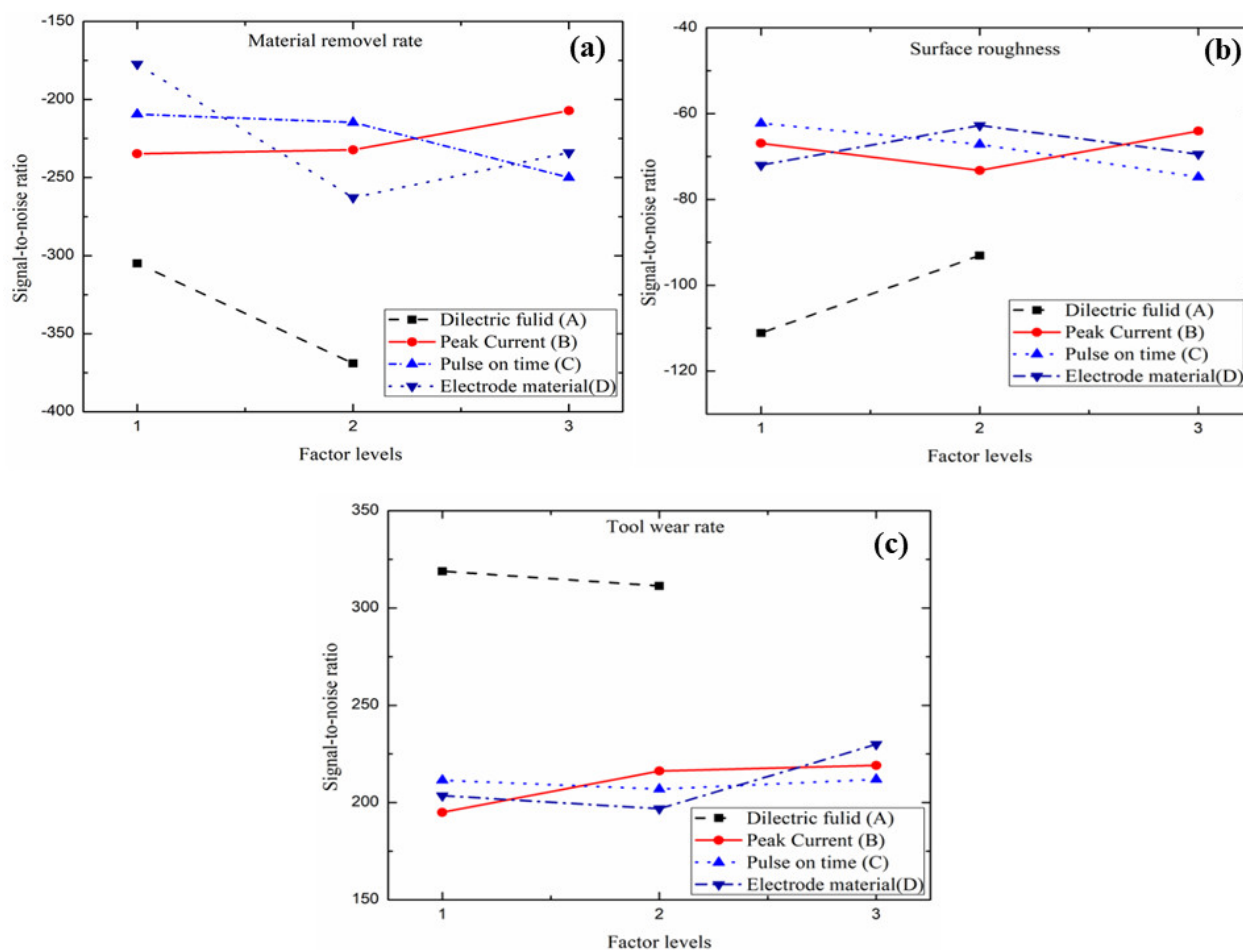 -150
Material removel rate
(a)
-200
-250
-300
-350
-400
Signal-to-noise ratio
Dilectric fulid (A)
Peak Current (B)
Pulse on time (C)
Electrode material(D)
1 2 3
Factor levels
-40
Surface roughness
(b)
-60
-80
-100
-120
Signal-to-noise ratio
Dilectric fulid (A)
Peak Current (B)
Pulse on time (C)
Electrode material(D)
1 2 3
Factor levels
350
Tool wear rate
(c)
300
250
200
150
Signal-to-noise ratio
Dilectric fulid (A)
Peak Current (B)
Pulse on time (C)
Electrode material(D)
1 2 3
Factor levels